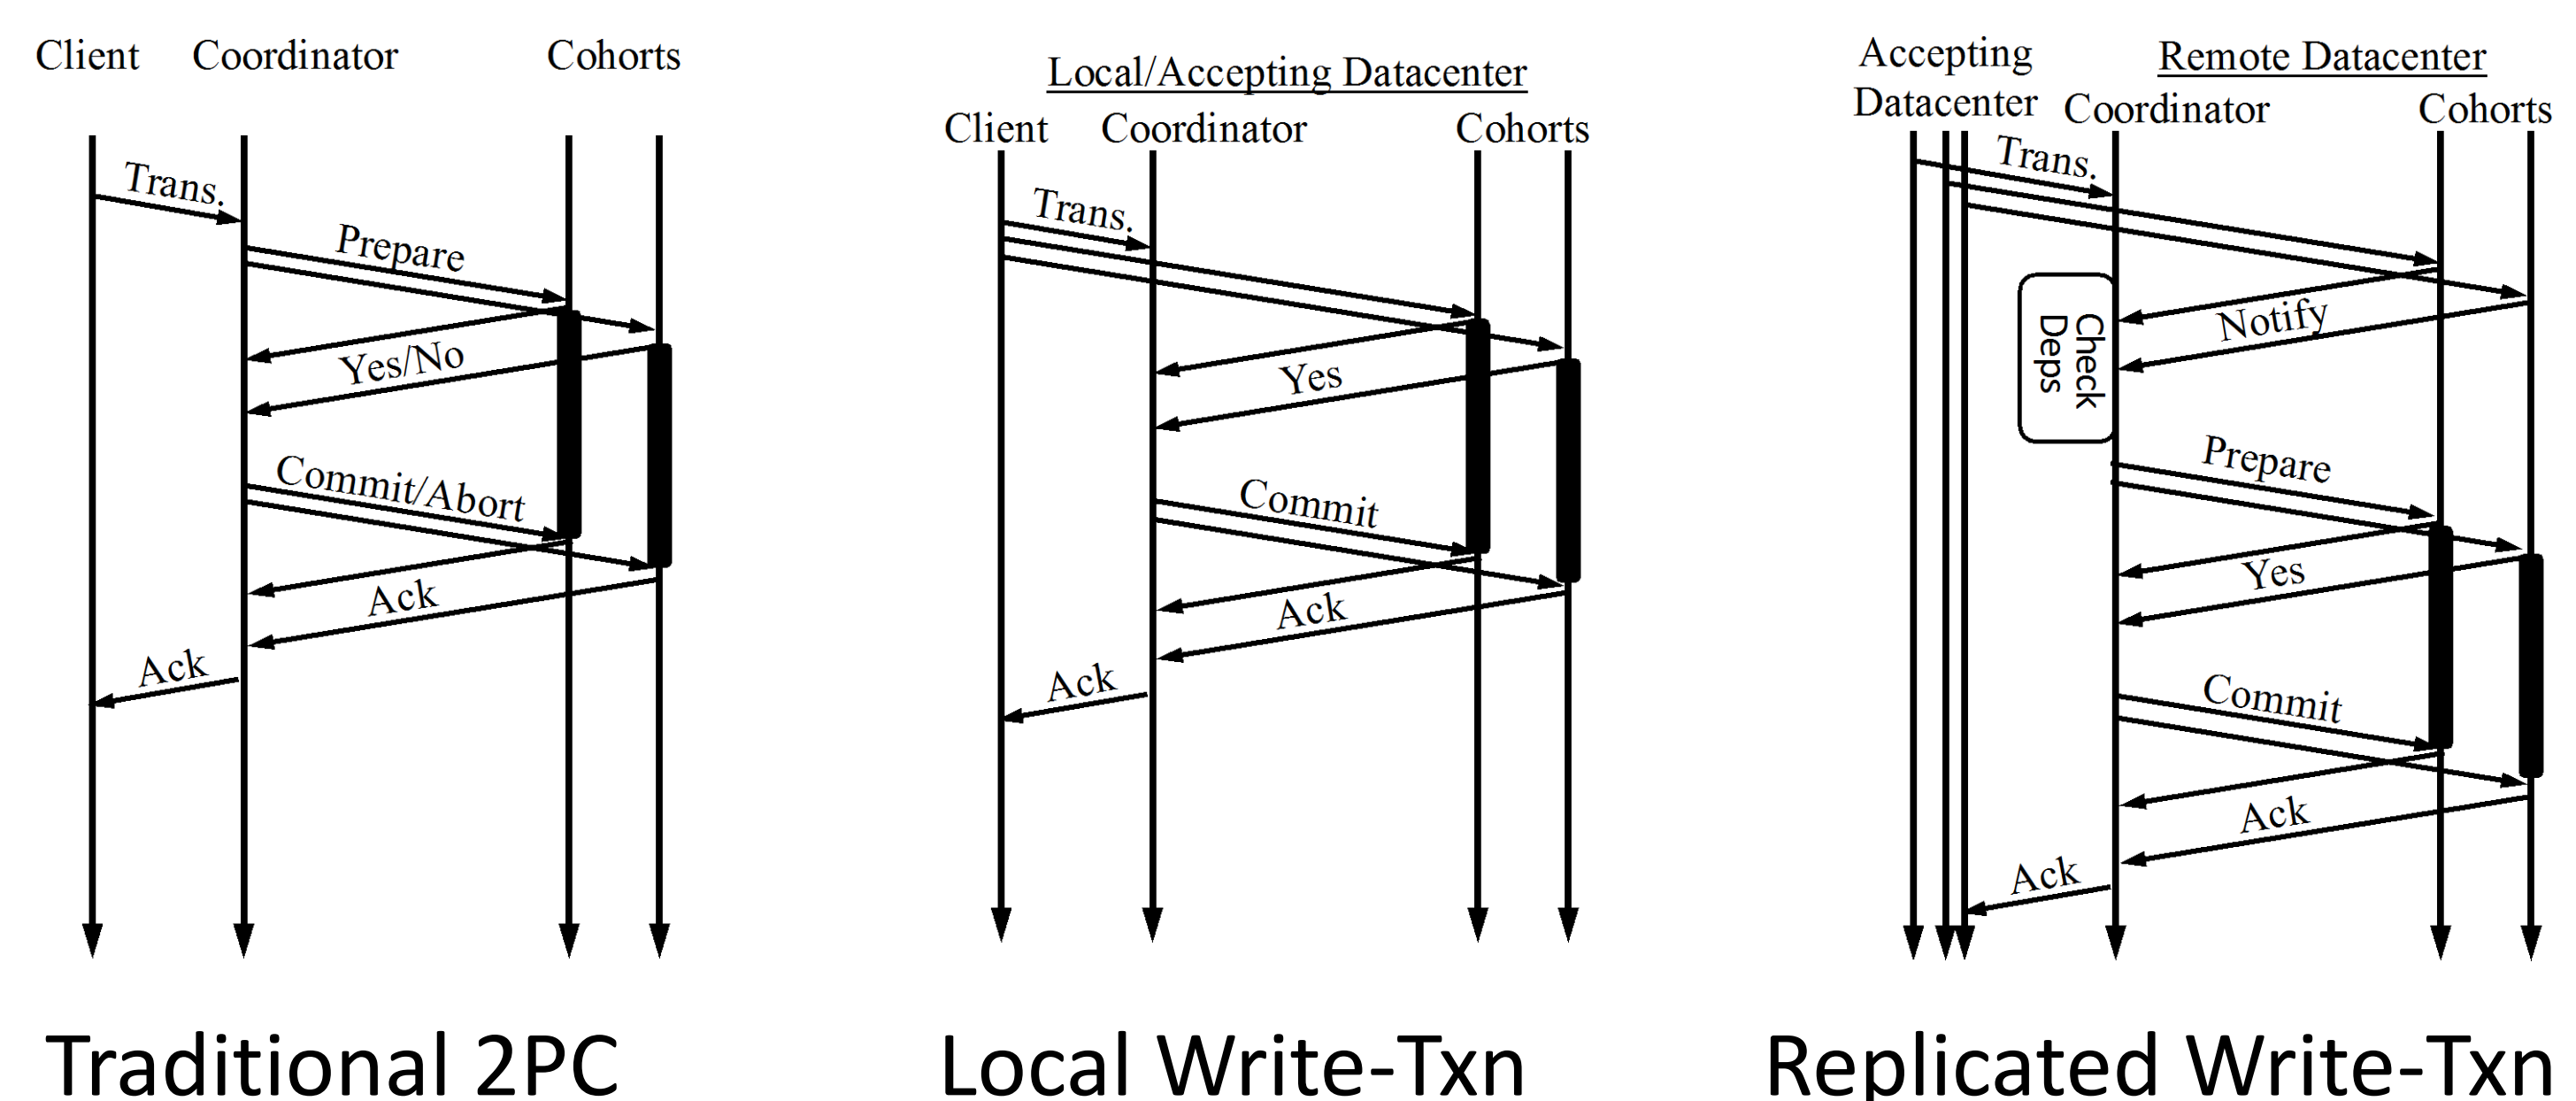 Client
Coordinator
Cohorts
Trans.
Prepare
Yes/No
Commit/Abort
Ack
Ack
Traditional 2PC
Local/Accepting Datacenter
Client
Coordinator
Cohorts
Trans.
Yes
Commit
Ack
Ack
Local Write-Txn
Accepting
Datacenter
Remote Datacenter
Coordinator
Cohorts
Trans.
Notify
Check
Deps
Prepare
Yes
Commit
Ack
Ack
Replicated Write-Txn